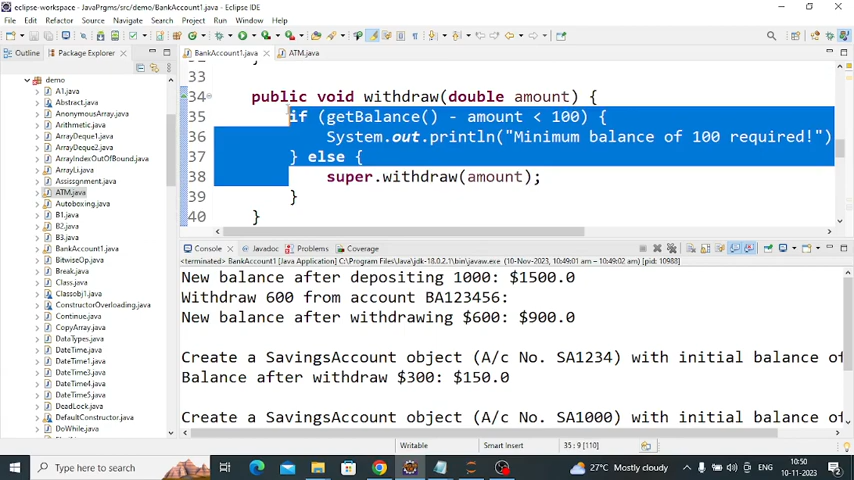 eclipse-workspace - JavaPrgms/src/demo/BankAccount1.java - Eclipse IDE
File Edit Refactor Source Navigate Search Project Run Window Help
Outline Package Explorer
BankAccount1.java ATM.java
demo
A1.java
Abstract.java
AnonymousArray.java
Arithmetic.java
ArrayDeque1.java
ArrayDeque2.java
ArrayIndexOutOfBound.java
ArrayLi.java
Assisgnment.java
ATM.java
Autoboxing.java
B1.java
B2.java
B3.java
BankAccount1.java
BitwiseOp.java
Break.java
Class.java
Classobj1.java
ConstructorOverloading.java
Continue.java
CopyArray.java
DataTypes.java
DateTime.java
DateTime1.java
DateTime3.java
DateTime5.java
DeadLock.java
DefaultConstructor.java
DoWhile.java
33
34 public void withdraw(double amount) {
35 if (getBalance() - amount < 100) {
36 System.out.println("Minimum balance of 100 required!")
37 } else {
38 super.withdraw(amount);
39 }
40 }
Console Javadoc Problems Coverage
<terminated> BankAccount1 [Java Application] C:\Program Files\Java\jdk-18.0.2.1\bin\javaw.exe (10-Nov-2023, 10:49:01 am – 10:49:02 am) [pid: 10988]
New balance after depositing 1000: $1500.0
Withdraw 600 from account BA123456:
New balance after withdrawing $600: $900.0
Create a SavingsAccount object (A/c No. SA1234) with initial balance of
Balance after withdraw $300: $150.0
Create a SavingsAccount object (A/c No. SA1000) with initial balance of
Writable Smart Insert 35 : 9 [110]
Type here to search
27°C Mostly cloudy
ENG
10:50
10-11-2023
2